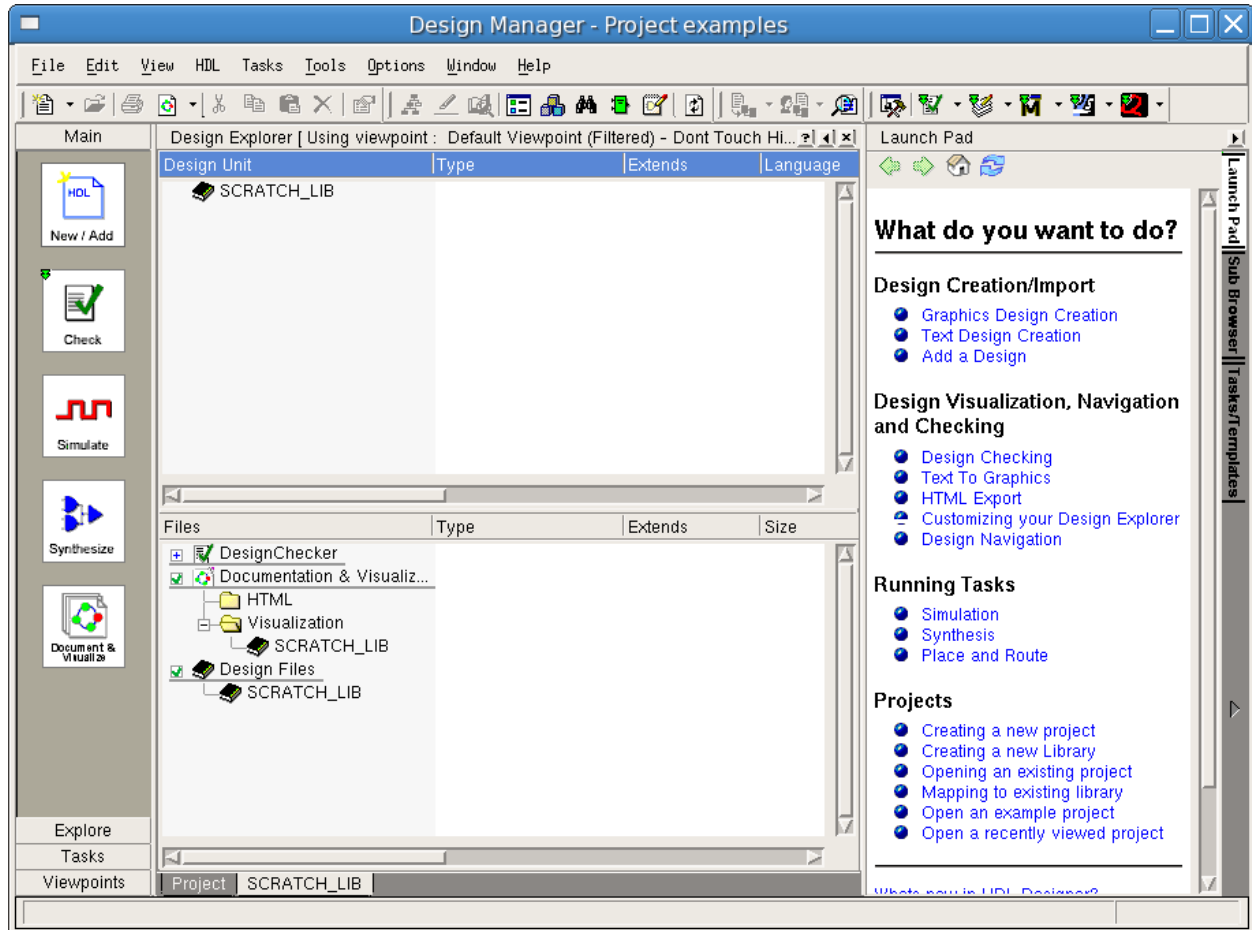 Design Manager - Project examples
File Edit View HDL Tasks Tools Options Window Help
Main
Design Explorer [ Using viewpoint : Default Viewpoint (Filtered) - Dont Touch Hi...
Launch Pad
Design Unit Type Extends Language
SCRATCH_LIB
HDL
New / Add
Check
Simulate
Synthesize
Document &
Visualize
Explore
Tasks
Viewpoints
Files Type Extends Size
DesignChecker
Documentation & Visualiz...
HTML
Visualization
SCRATCH_LIB
Design Files
SCRATCH_LIB
Project SCRATCH_LIB
What do you want to do?
Design Creation/Import
Graphics Design Creation
Text Design Creation
Add a Design
Design Visualization, Navigation
and Checking
Design Checking
Text To Graphics
HTML Export
Customizing your Design Explorer
Design Navigation
Running Tasks
Simulation
Synthesis
Place and Route
Projects
Creating a new project
Creating a new Library
Opening an existing project
Mapping to existing library
Open an example project
Open a recently viewed project
Whats new in HDL Designer?
Launch Pad
Sub Browser
Tasks/Templates